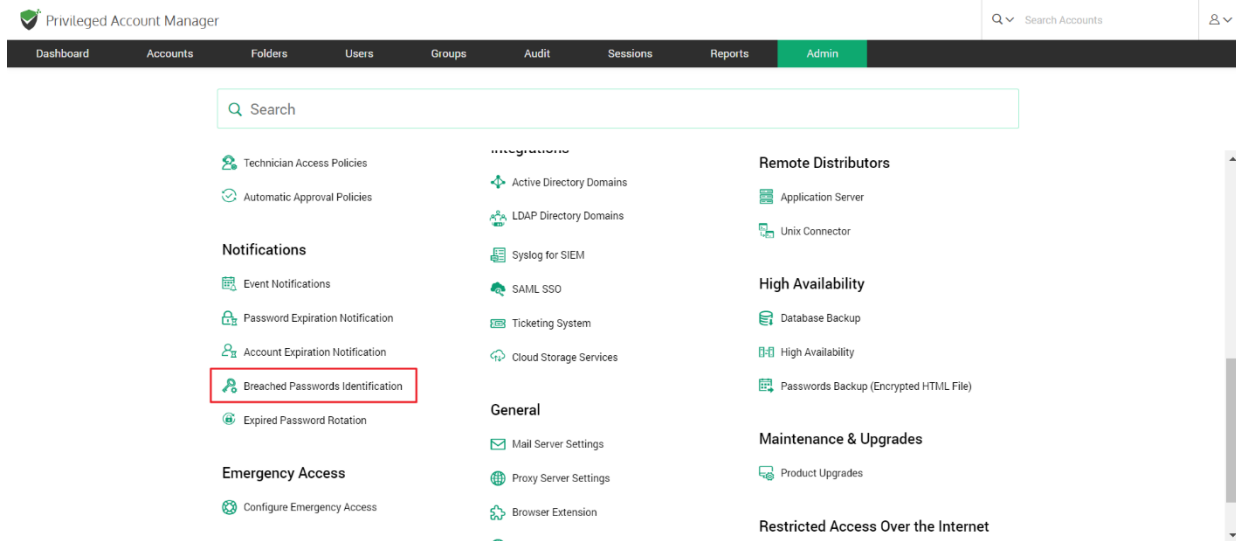 Privileged Account Manager
Search Accounts
Dashboard Accounts Folders Users Groups Audit Sessions Reports Admin
Search
Technician Access Policies
Automatic Approval Policies
Notifications
Event Notifications
Password Expiration Notification
Account Expiration Notification
Breached Passwords Identification
Expired Password Rotation
Emergency Access
Configure Emergency Access
Integrations
Active Directory Domains
LDAP Directory Domains
Syslog for SIEM
SAML SSO
Ticketing System
Cloud Storage Services
General
Mail Server Settings
Proxy Server Settings
Browser Extension
Remote Distributors
Application Server
Unix Connector
High Availability
Database Backup
High Availability
Passwords Backup (Encrypted HTML File)
Maintenance & Upgrades
Product Upgrades
Restricted Access Over the Internet